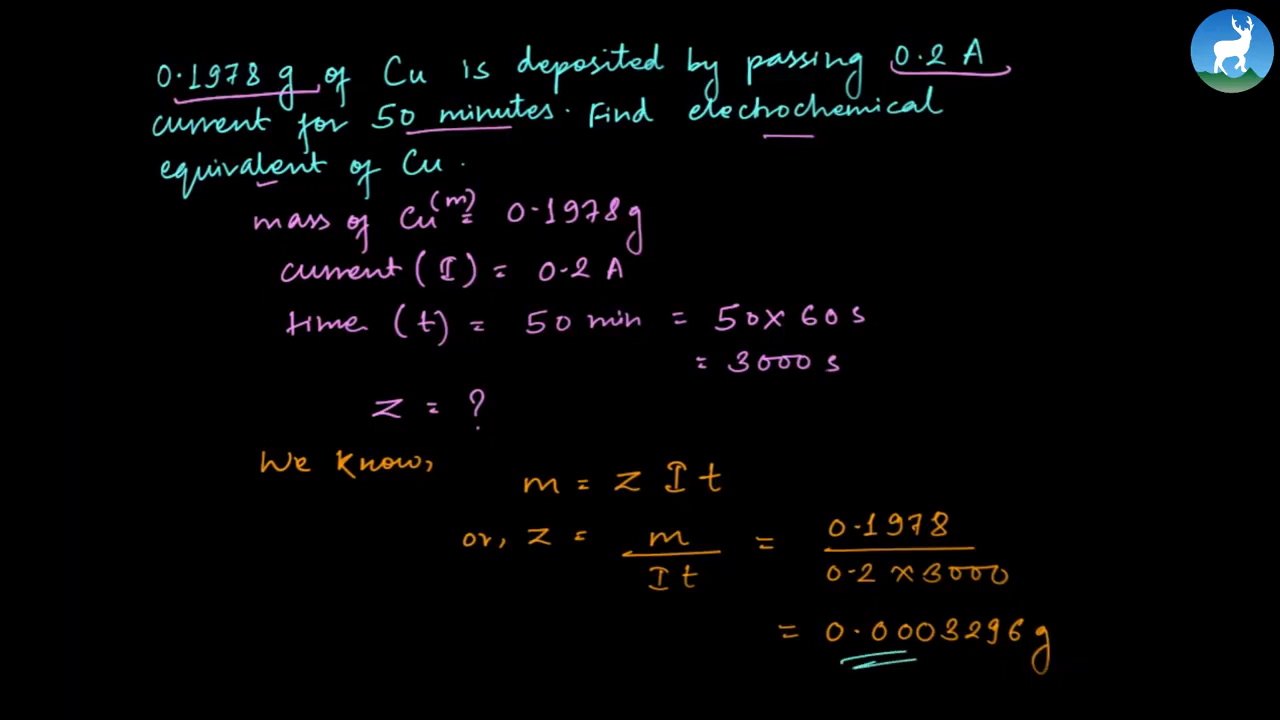 0.1978 g of Cu is deposited by passing 0.2 A
current for 50 minutes. Find electrochemical
equivalent of Cu.
mass of Cu (m) = 0.1978 g
current (I) = 0.2 A
time (t) = 50 min = 50 × 60 s
= 3000 s
Z = ?
We know,
m = Z I t
or, Z = m / I t = 0.1978 / 0.2 × 3000
= 0.0003296 g